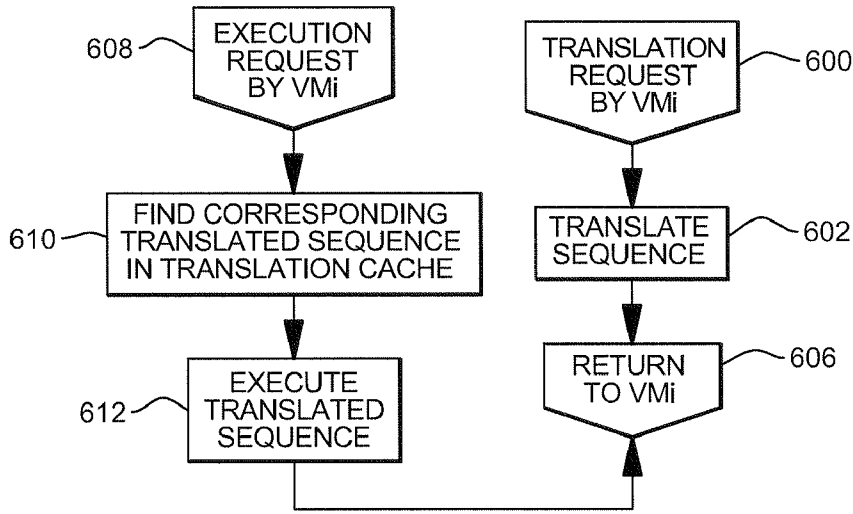 608
EXECUTION
REQUEST
BY VMi
TRANSLATION
REQUEST
BY VMi
600
610
FIND CORRESPONDING
TRANSLATED SEQUENCE
IN TRANSLATION CACHE
TRANSLATE
SEQUENCE
602
612
EXECUTE
TRANSLATED
SEQUENCE
RETURN
TO VMi
606